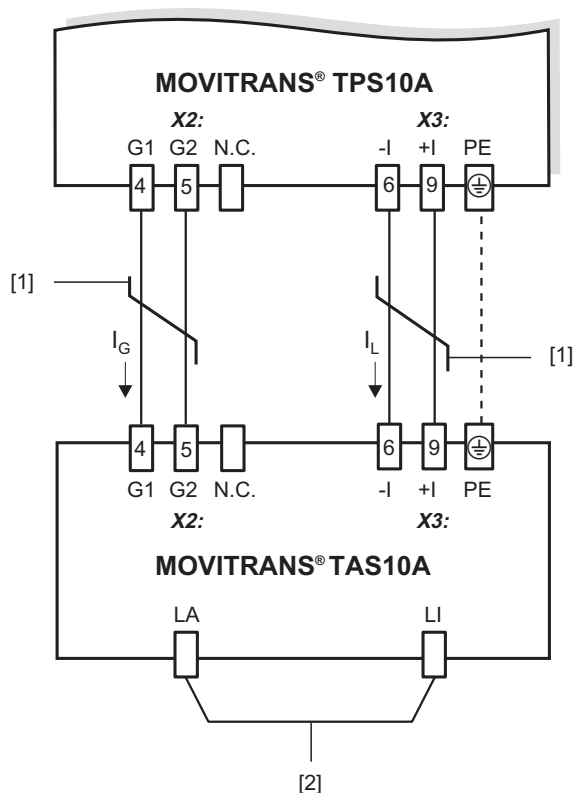 MOVITRANS® TPS10A
X2: X3:
G1 G2 N.C. -I +I PE
4 5 6 9
[1]
IG IL
[1]
4 5 6 9
G1 G2 N.C. -I +I PE
X2: X3:
MOVITRANS® TAS10A
LA LI
[2]